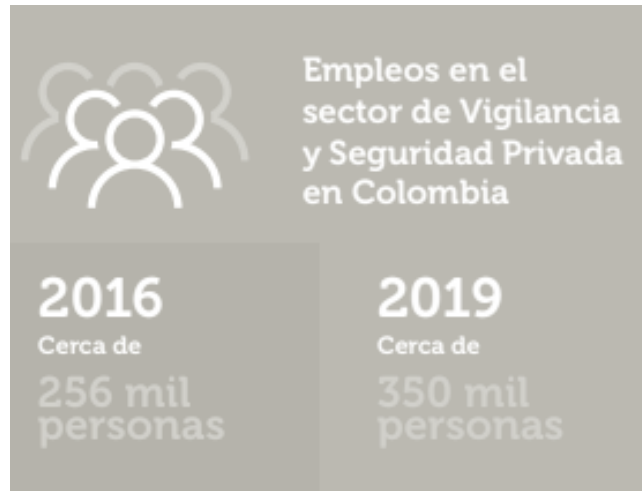 Empleos en el
sector de Vigilancia
y Seguridad Privada
en Colombia
2016
Cerca de
256 mil
personas
2019
Cerca de
350 mil
personas